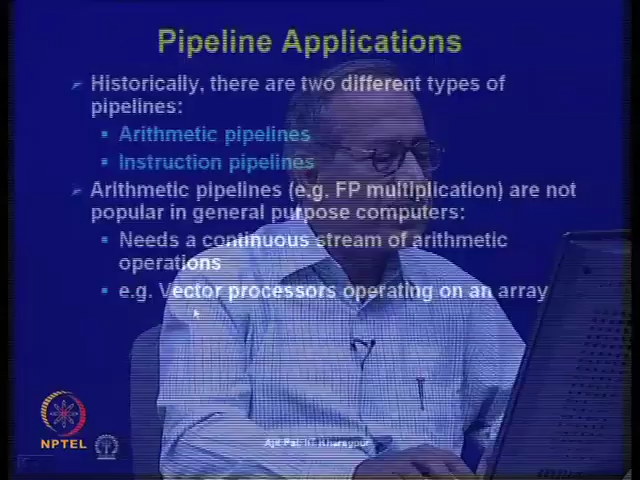 Pipeline Applications
Historically, there are two different types of
pipelines:
Arithmetic pipelines
Instruction pipelines
Arithmetic pipelines (e.g. FP multiplication) are not
popular in general purpose computers:
Needs a continuous stream of arithmetic
operations
e.g. Vector processors operating on an array
NPTEL
Ajit Pal, IIT Kharagpur